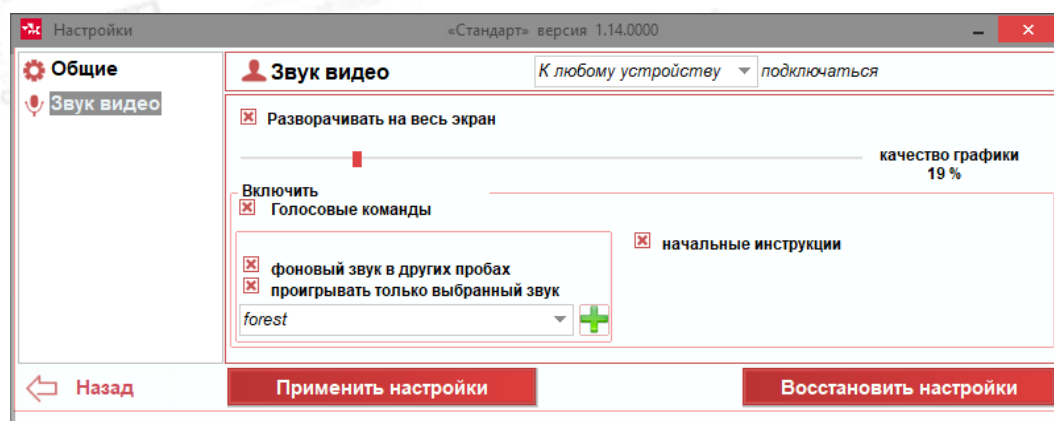 Настройки
«Стандарт» версия 1.14.0000
Общие
Звук видео
Звук видео
К любому устройству подключаться
Разворачивать на весь экран
качество графики
19 %
Включить
Голосовые команды
начальные инструкции
фоновый звук в других пробах
проигрывать только выбранный звук
forest
Назад
Применить настройки
Восстановить настройки